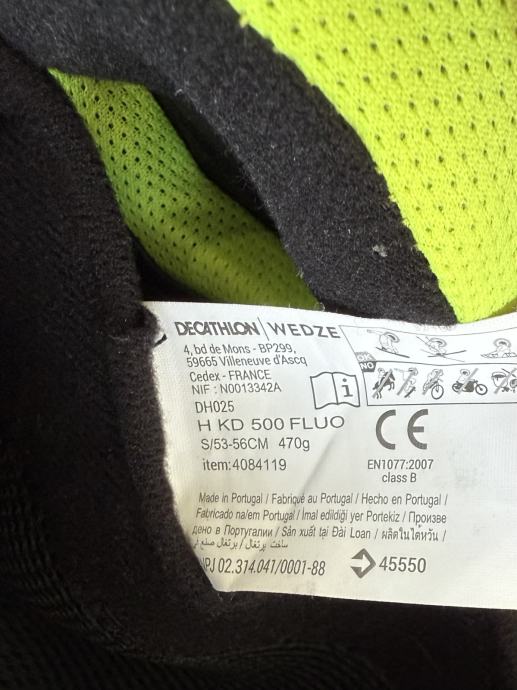 DECATHLON | WEDZE
4, bd de Mons - BP299,
59665 Villeneuve d'Ascq
Cedex - FRANCE
NIF : N0013342A
DH025
H KD 500 FLUO
S/53-56CM 470g
item:4084119
OK
NO
i
CE
EN1077:2007
class B
Made in Portugal / Fabriqué au Portugal / Hecho en Portugal /
Fabricado na/em Portugal / Imal edildiği yer Portekiz / Произве
дено в Португалии / Sản xuất tại Đài Loan / ผลิตในไต้หวัน /
ساخت پرتغال / برتغال صنع
PJ 02.314.041/0001-88
45550